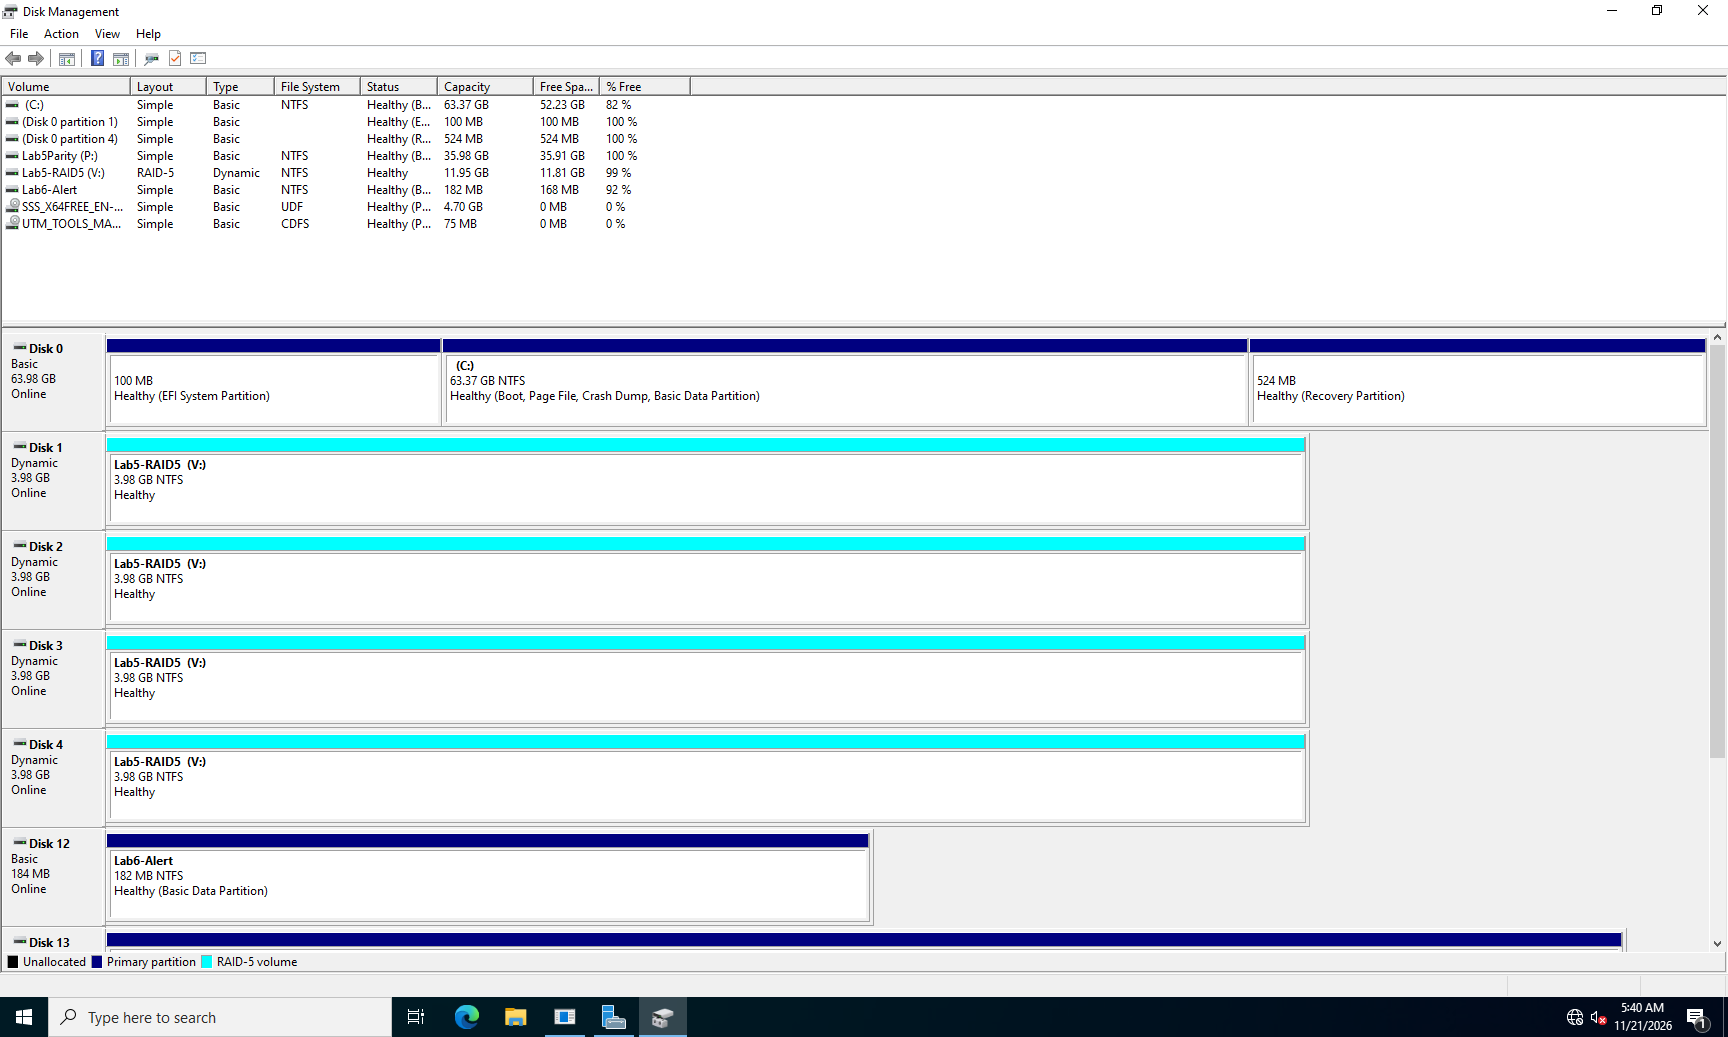 Disk Management
File Action View Help
Volume Layout Type File System Status Capacity Free Spa... % Free
(C:) Simple Basic NTFS Healthy (B... 63.37 GB 52.23 GB 82 %
(Disk 0 partition 1) Simple Basic Healthy (E... 100 MB 100 MB 100 %
(Disk 0 partition 4) Simple Basic Healthy (R... 524 MB 524 MB 100 %
Lab5Parity (P:) Simple Basic NTFS Healthy (B... 35.98 GB 35.91 GB 100 %
Lab5-RAID5 (V:) RAID-5 Dynamic NTFS Healthy 11.95 GB 11.81 GB 99 %
Lab6-Alert Simple Basic NTFS Healthy (B... 182 MB 168 MB 92 %
SSS_X64FREE_EN-... Simple Basic UDF Healthy (P... 4.70 GB 0 MB 0 %
UTM_TOOLS_MA... Simple Basic CDFS Healthy (P... 75 MB 0 MB 0 %
Disk 0
Basic
63.98 GB
Online
100 MB
Healthy (EFI System Partition)
(C:)
63.37 GB NTFS
Healthy (Boot, Page File, Crash Dump, Basic Data Partition)
524 MB
Healthy (Recovery Partition)
Disk 1
Dynamic
3.98 GB
Online
Lab5-RAID5 (V:)
3.98 GB NTFS
Healthy
Disk 2
Dynamic
3.98 GB
Online
Lab5-RAID5 (V:)
3.98 GB NTFS
Healthy
Disk 3
Dynamic
3.98 GB
Online
Lab5-RAID5 (V:)
3.98 GB NTFS
Healthy
Disk 4
Dynamic
3.98 GB
Online
Lab5-RAID5 (V:)
3.98 GB NTFS
Healthy
Disk 12
Basic
184 MB
Online
Lab6-Alert
182 MB NTFS
Healthy (Basic Data Partition)
Disk 13
Unallocated Primary partition RAID-5 volume
Type here to search
5:40 AM
11/21/2026
1